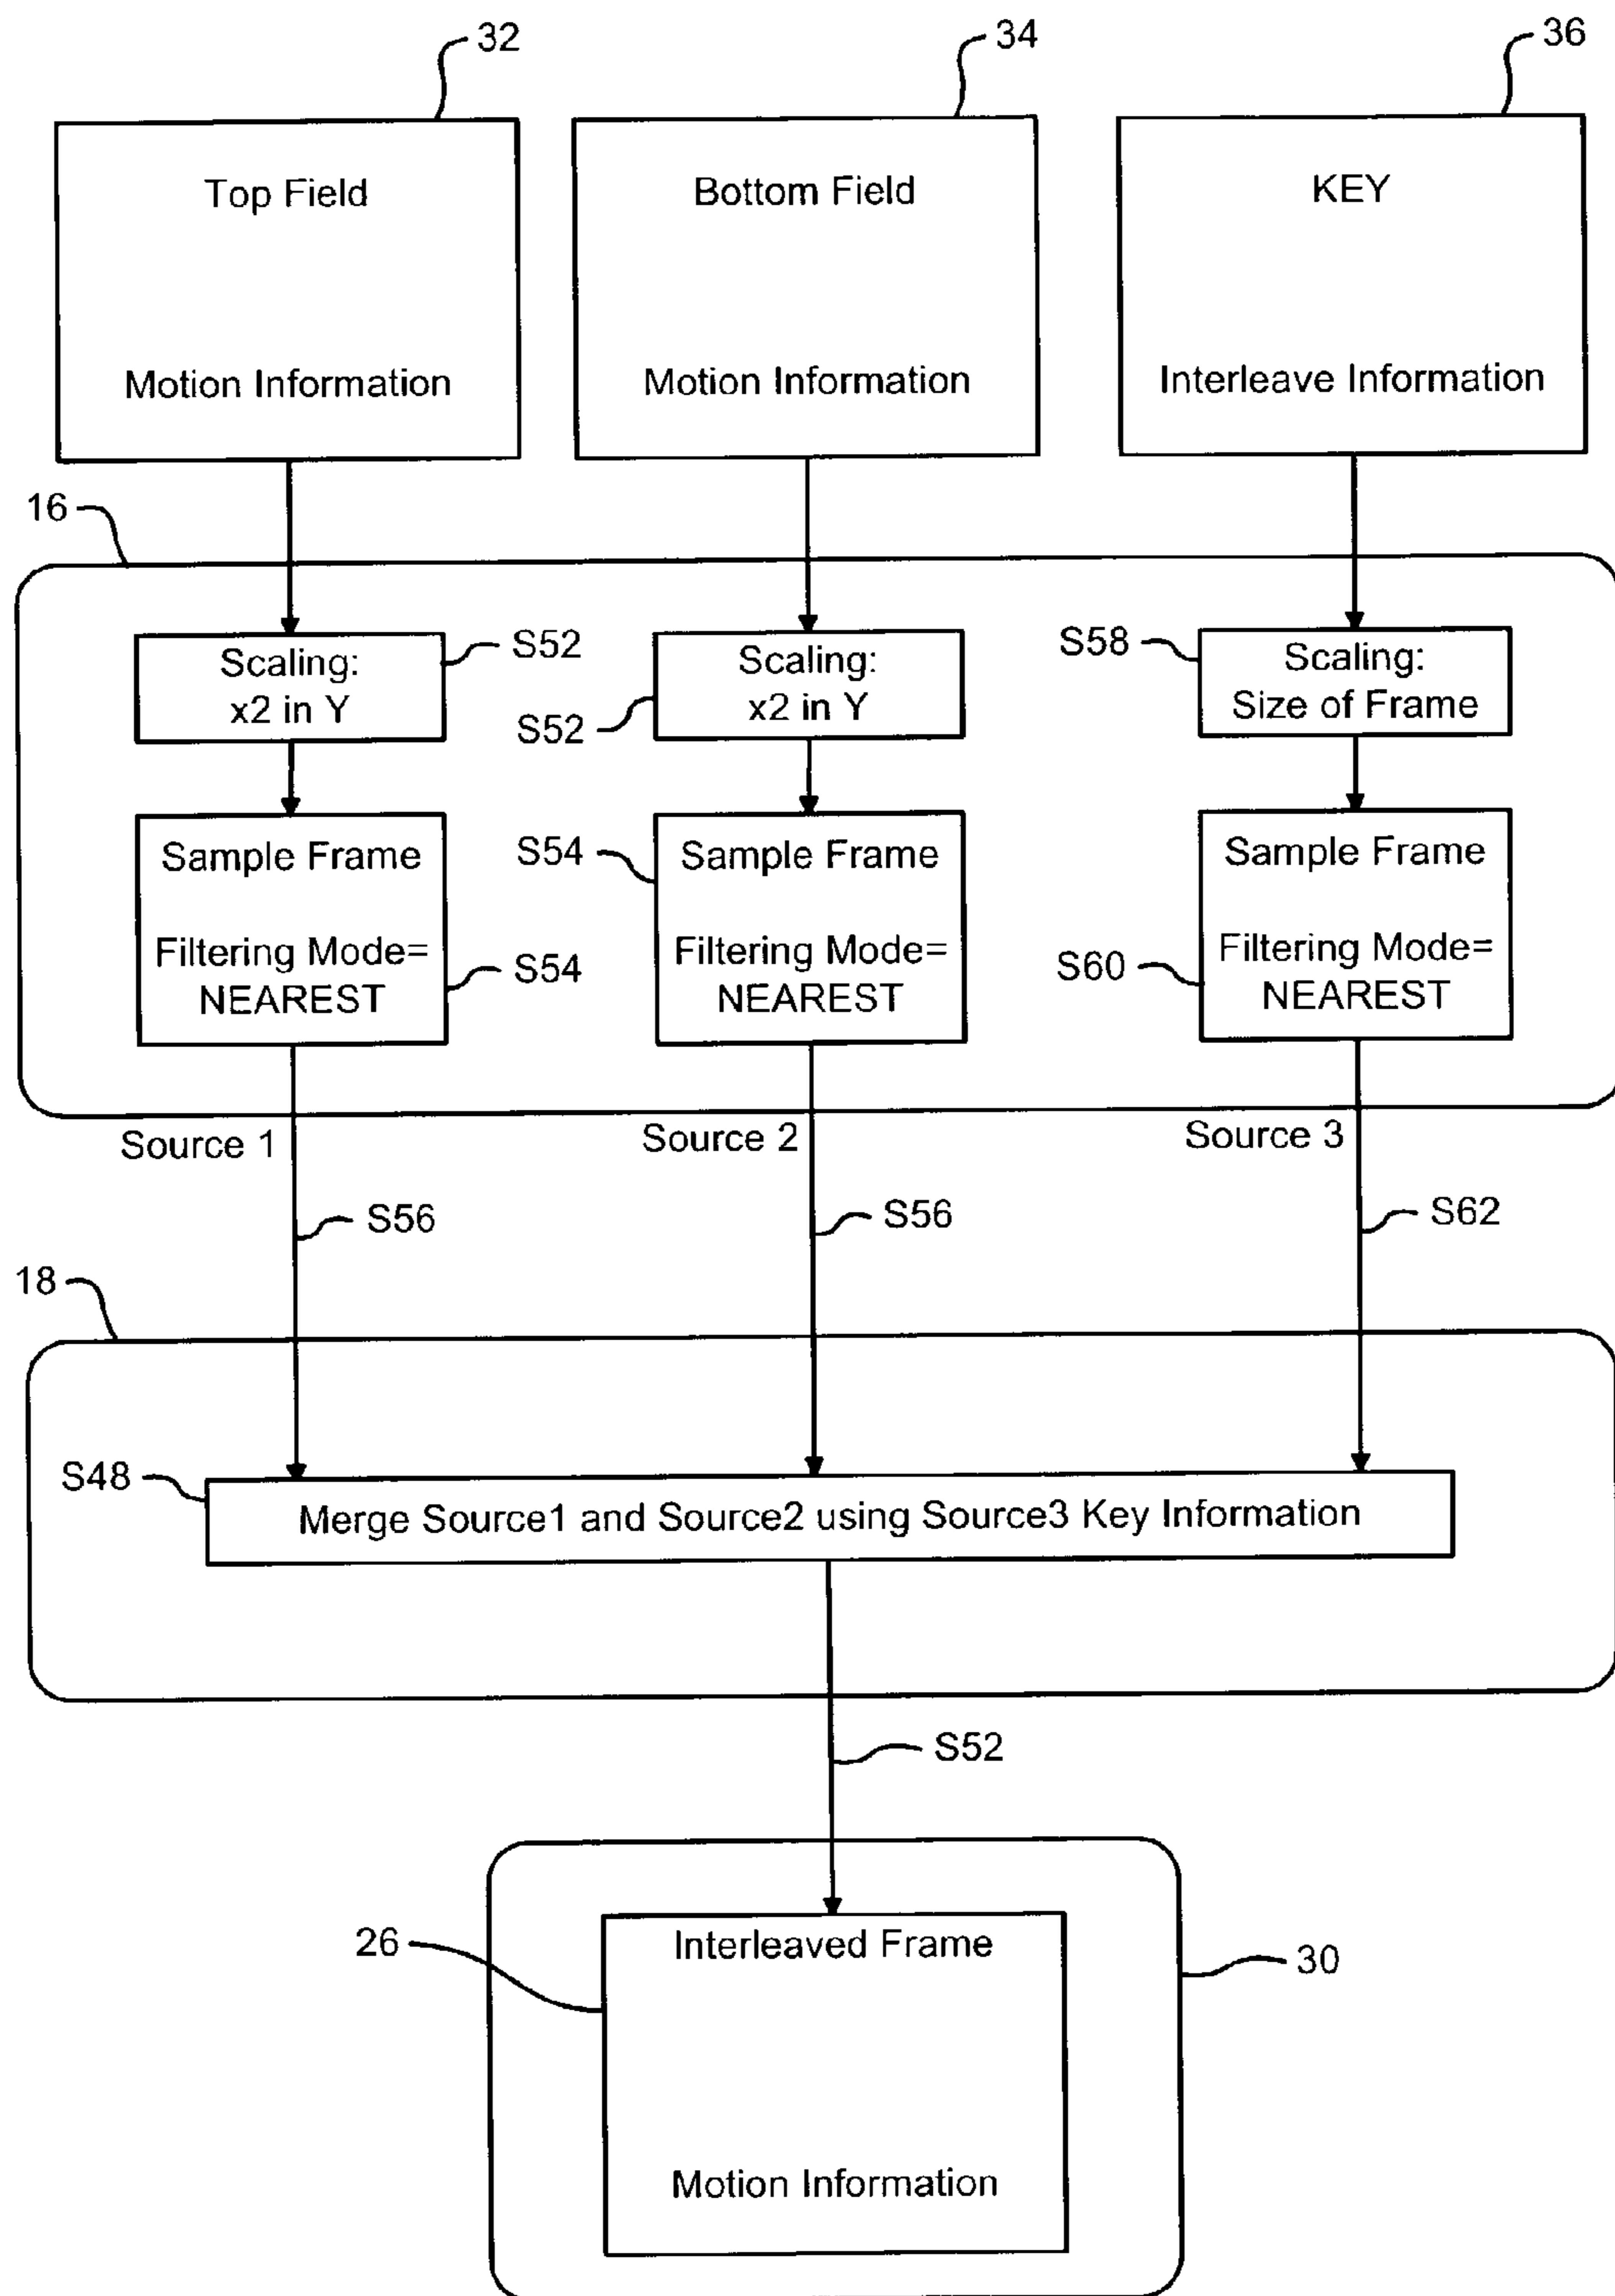 32
34
36
Top Field
Bottom Field
KEY
Motion Information
Motion Information
Interleave Information
16
Scaling:
x2 in Y
S52
Scaling:
x2 in Y
S52
S58
Scaling:
Size of Frame
Sample Frame
Filtering Mode=
NEAREST
S54
S54
Sample Frame
Filtering Mode=
NEAREST
S60
Sample Frame
Filtering Mode=
NEAREST
Source 1
Source 2
Source 3
S56
S56
S62
18
S48
Merge Source1 and Source2 using Source3 Key Information
S52
26
Interleaved Frame
30
Motion Information